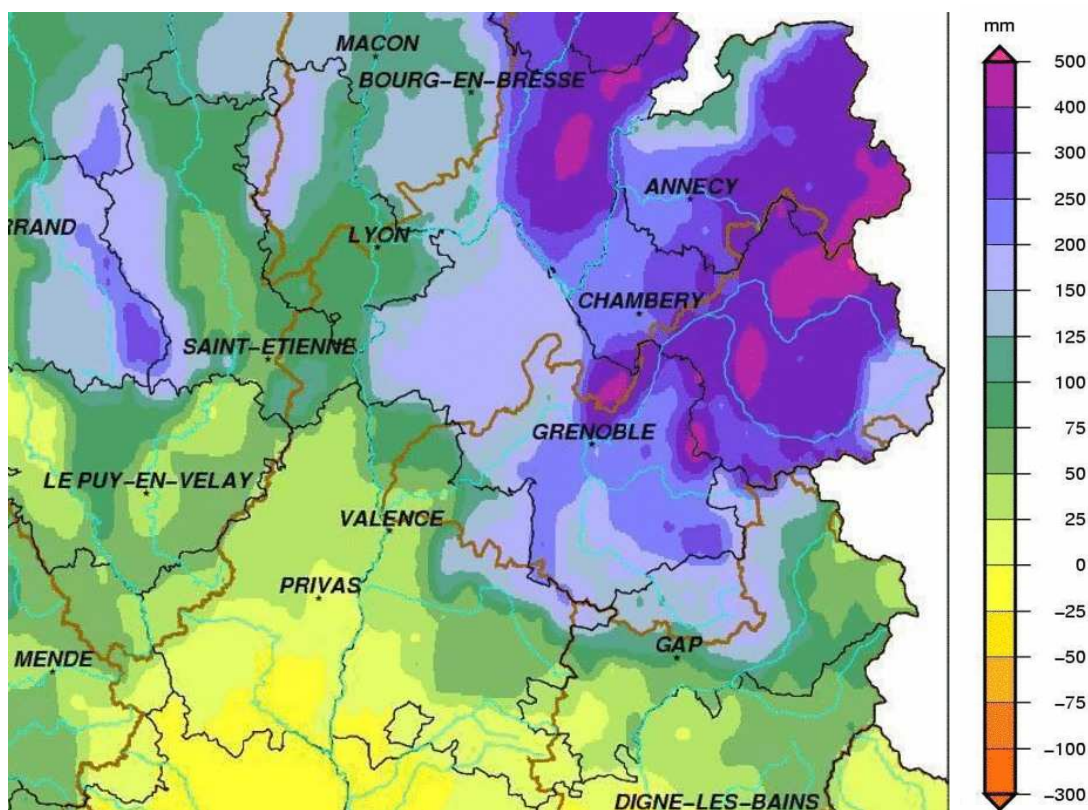 MACON
BOURG-EN-BRESSE
ANNECY
RRAND
LYON
CHAMBERY
SAINT-ETIENNE
GRENOBLE
LE PUY-EN-VELAY
VALENCE
PRIVAS
MENDE
GAP
DIGNE-LES-BAINS
mm
500
400
300
200
150
125
100
75
50
25
0
-25
-50
-75
-100
-300